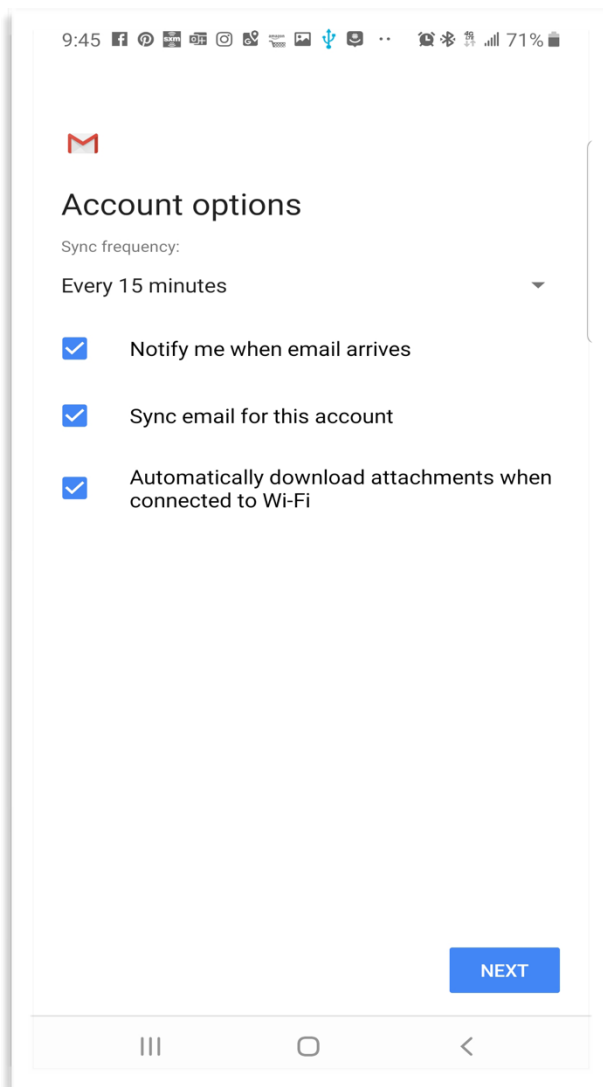 9:45 71%
Account options
Sync frequency:
Every 15 minutes
Notify me when email arrives
Sync email for this account
Automatically download attachments when
connected to Wi-Fi
NEXT